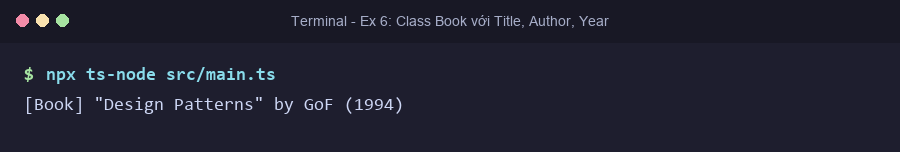 Terminal - Ex 6: Class Book với Title, Author, Year
$ npx ts-node src/main.ts
[Book] "Design Patterns" by GoF (1994)